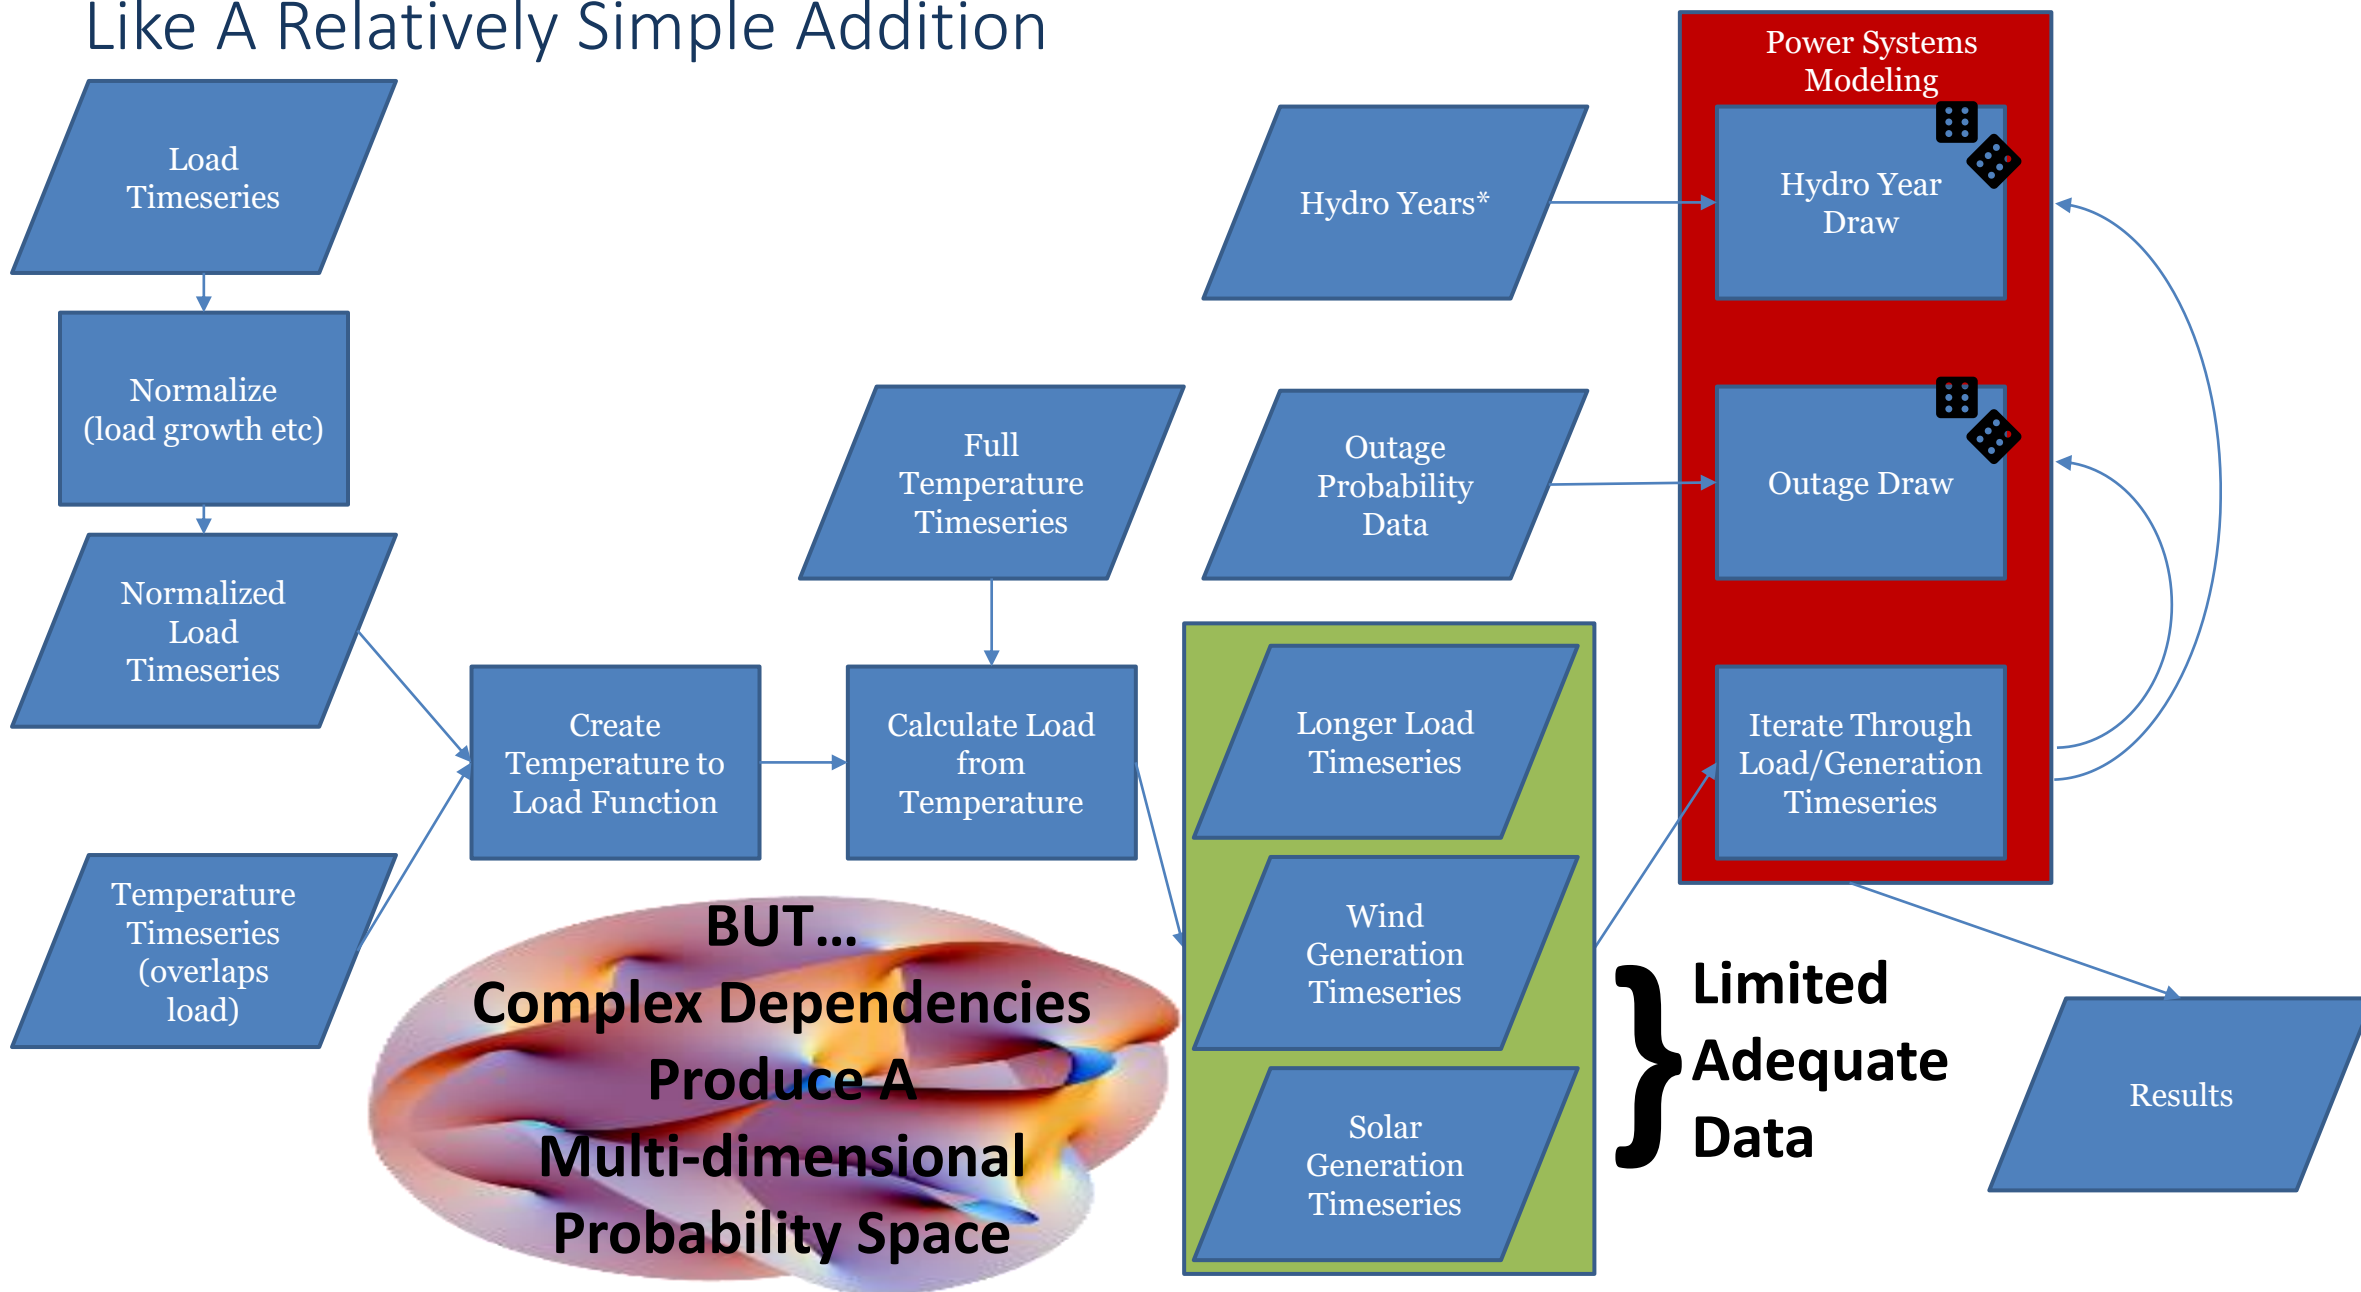 Like A Relatively Simple Addition
Load
Timeseries
Normalize
(load growth etc)
Normalized
Load
Timeseries
Temperature
Timeseries
(overlaps
load)
Create
Temperature to
Load Function
Full
Temperature
Timeseries
Calculate Load
from
Temperature
BUT...
Complex Dependencies
Produce A
Multi-dimensional
Probability Space
Hydro Years*
Outage
Probability
Data
Longer Load
Timeseries
Wind
Generation
Timeseries
Solar
Generation
Timeseries
}
Limited
Adequate
Data
Power Systems
Modeling
Hydro Year
Draw
Outage Draw
Iterate Through
Load/Generation
Timeseries
Results